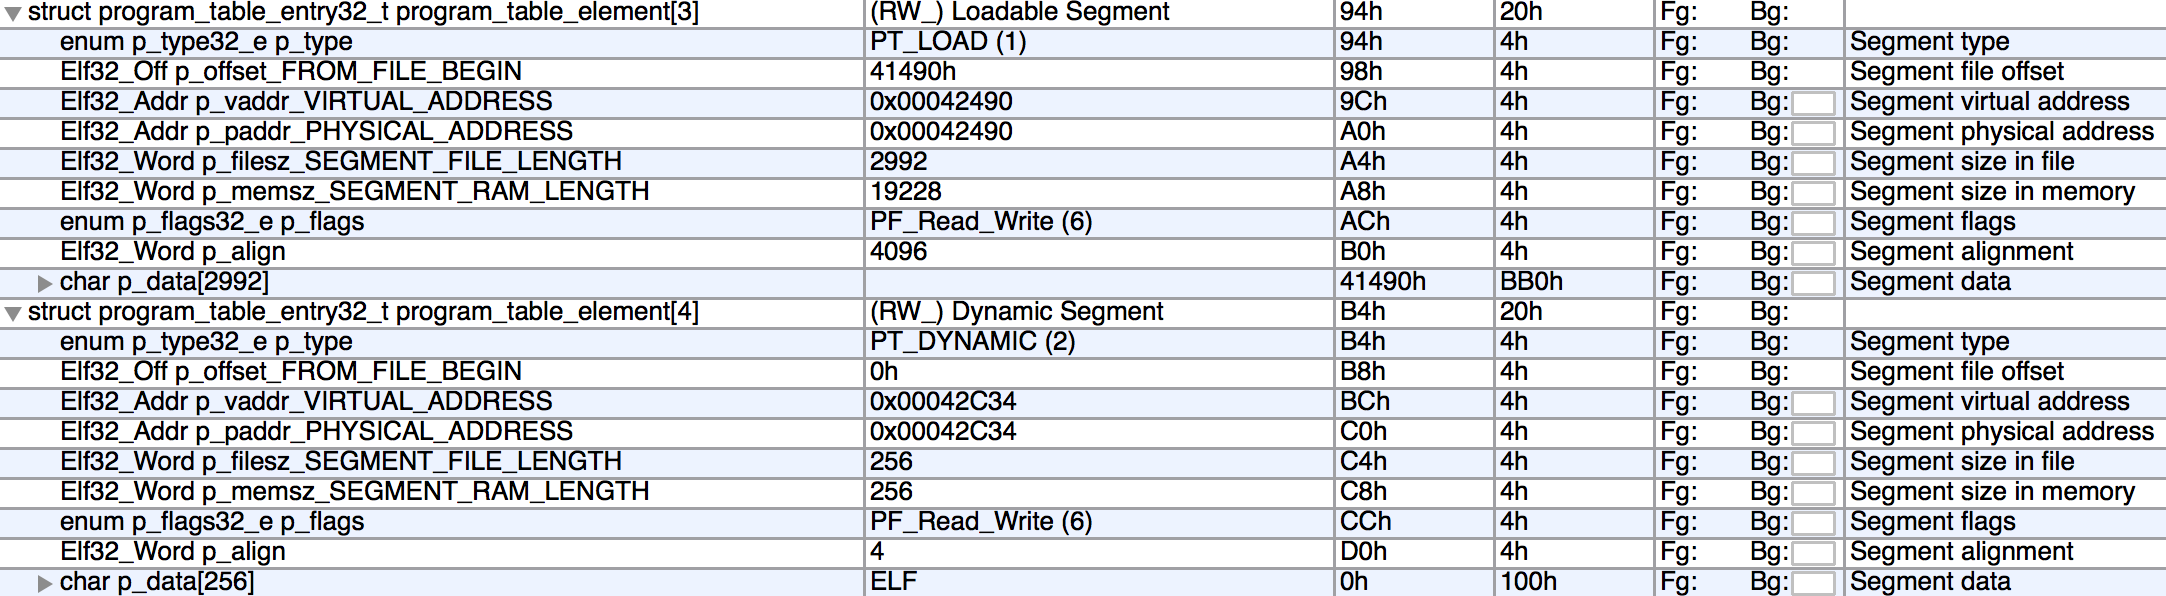 struct program_table_entry32_t program_table_element[3] (RW_) Loadable Segment 94h 20h Fg: Bg:
enum p_type32_e p_type PT_LOAD (1) 94h 4h Fg: Bg: Segment type
Elf32_Off p_offset_FROM_FILE_BEGIN 41490h 98h 4h Fg: Bg: Segment file offset
Elf32_Addr p_vaddr_VIRTUAL_ADDRESS 0x00042490 9Ch 4h Fg: Bg: Segment virtual address
Elf32_Addr p_paddr_PHYSICAL_ADDRESS 0x00042490 A0h 4h Fg: Bg: Segment physical address
Elf32_Word p_filesz_SEGMENT_FILE_LENGTH 2992 A4h 4h Fg: Bg: Segment size in file
Elf32_Word p_memsz_SEGMENT_RAM_LENGTH 19228 A8h 4h Fg: Bg: Segment size in memory
enum p_flags32_e p_flags PF_Read_Write (6) ACh 4h Fg: Bg: Segment flags
Elf32_Word p_align 4096 B0h 4h Fg: Bg: Segment alignment
char p_data[2992] 41490h BB0h Fg: Bg: Segment data
struct program_table_entry32_t program_table_element[4] (RW_) Dynamic Segment B4h 20h Fg: Bg:
enum p_type32_e p_type PT_DYNAMIC (2) B4h 4h Fg: Bg: Segment type
Elf32_Off p_offset_FROM_FILE_BEGIN 0h B8h 4h Fg: Bg: Segment file offset
Elf32_Addr p_vaddr_VIRTUAL_ADDRESS 0x00042C34 BCh 4h Fg: Bg: Segment virtual address
Elf32_Addr p_paddr_PHYSICAL_ADDRESS 0x00042C34 C0h 4h Fg: Bg: Segment physical address
Elf32_Word p_filesz_SEGMENT_FILE_LENGTH 256 C4h 4h Fg: Bg: Segment size in file
Elf32_Word p_memsz_SEGMENT_RAM_LENGTH 256 C8h 4h Fg: Bg: Segment size in memory
enum p_flags32_e p_flags PF_Read_Write (6) CCh 4h Fg: Bg: Segment flags
Elf32_Word p_align 4 D0h 4h Fg: Bg: Segment alignment
char p_data[256] ELF 0h 100h Fg: Bg: Segment data